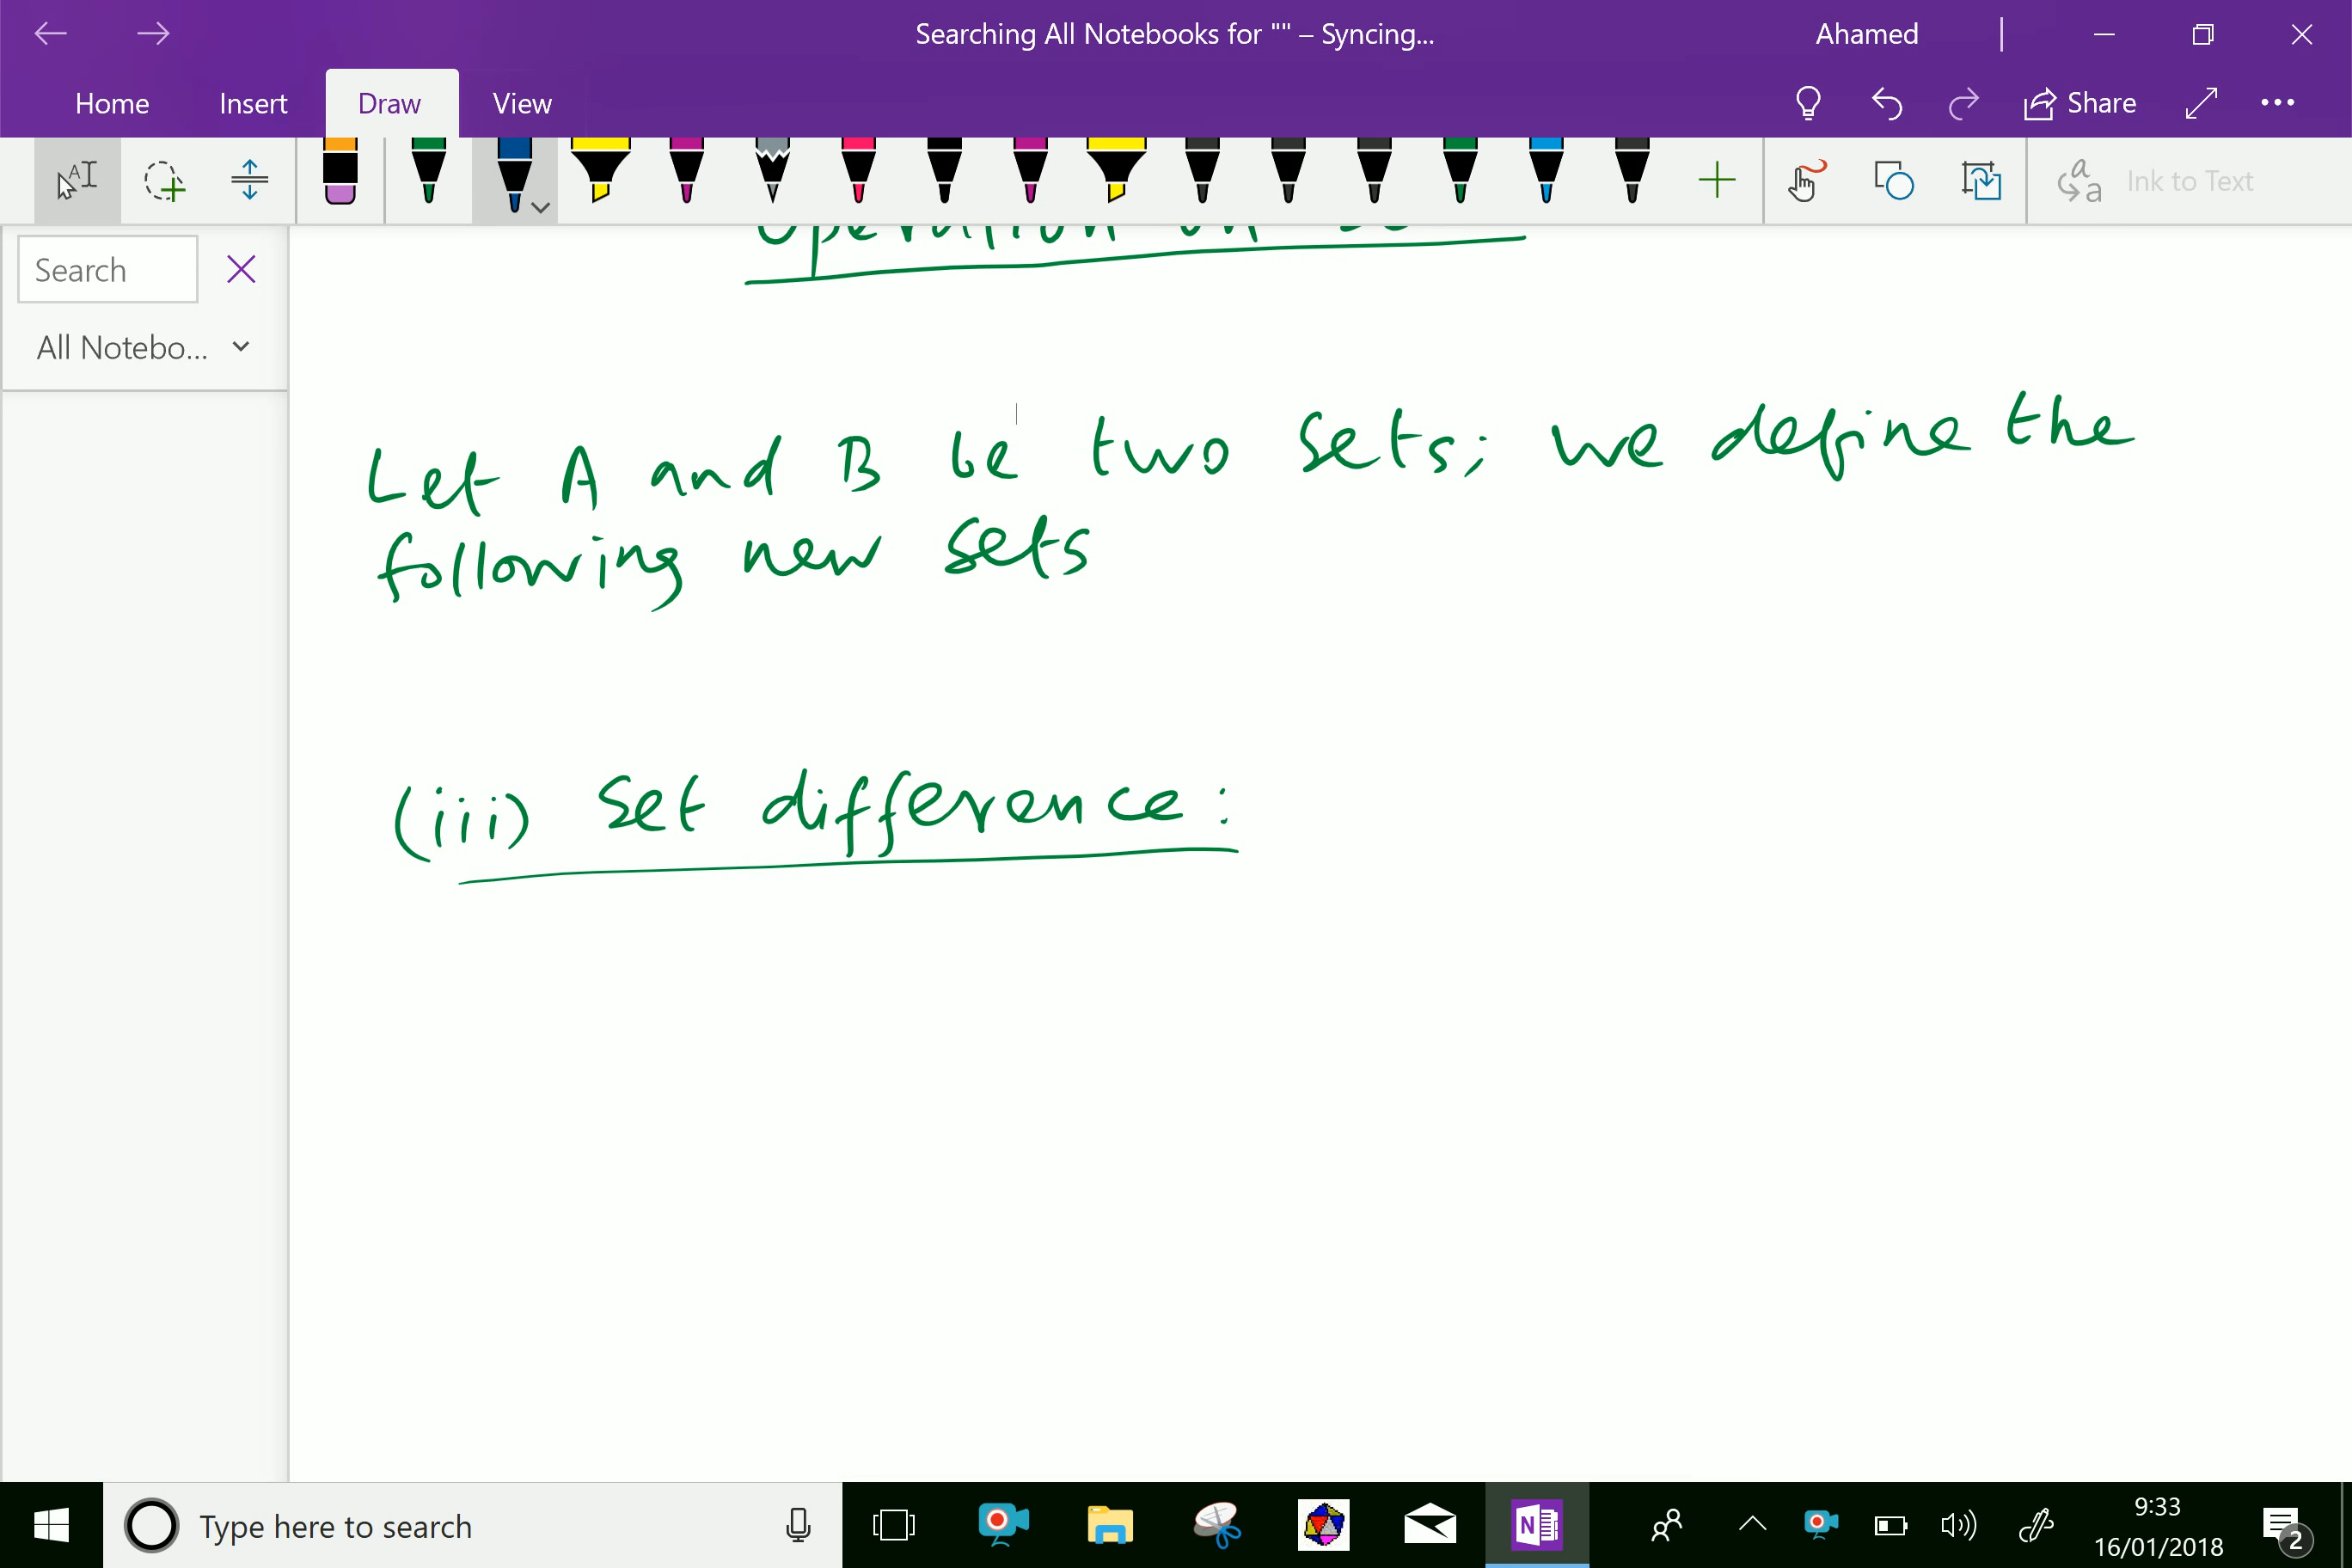 Searching All Notebooks for "" – Syncing...
Ahamed
Home Insert Draw View
Share
Ink to Text
Search
All Notebo...
operation on
Let A and B be two sets; we define the
following new sets
(iii) Set difference:
Type here to search
N
9:33
16/01/2018
2